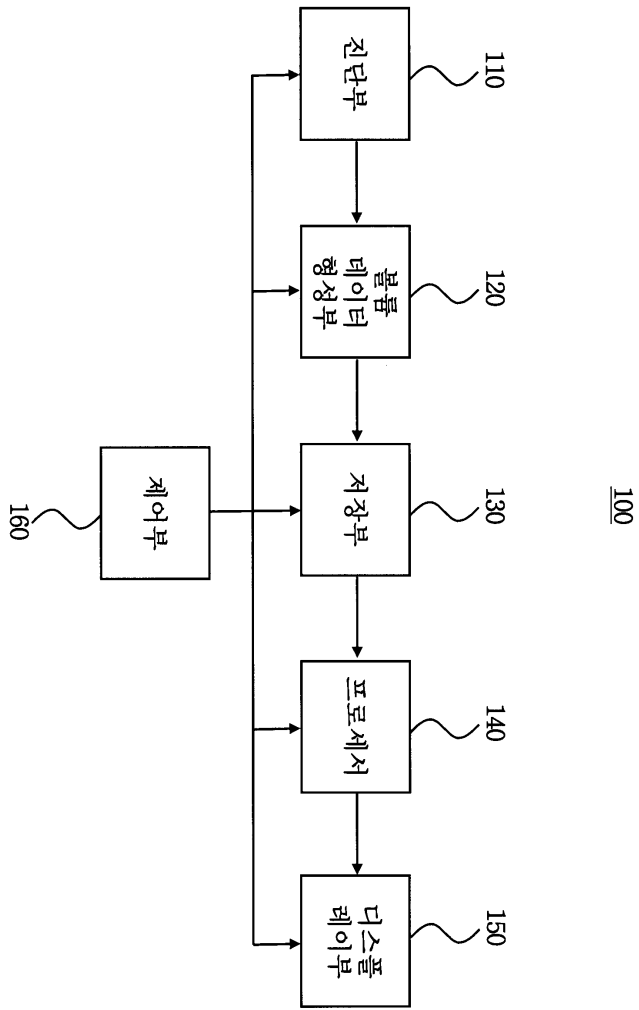 100
110
120
130
140
150
진단부
볼륨
데이터
형성부
저장부
프로세서
디스플
레이부
제어부
160